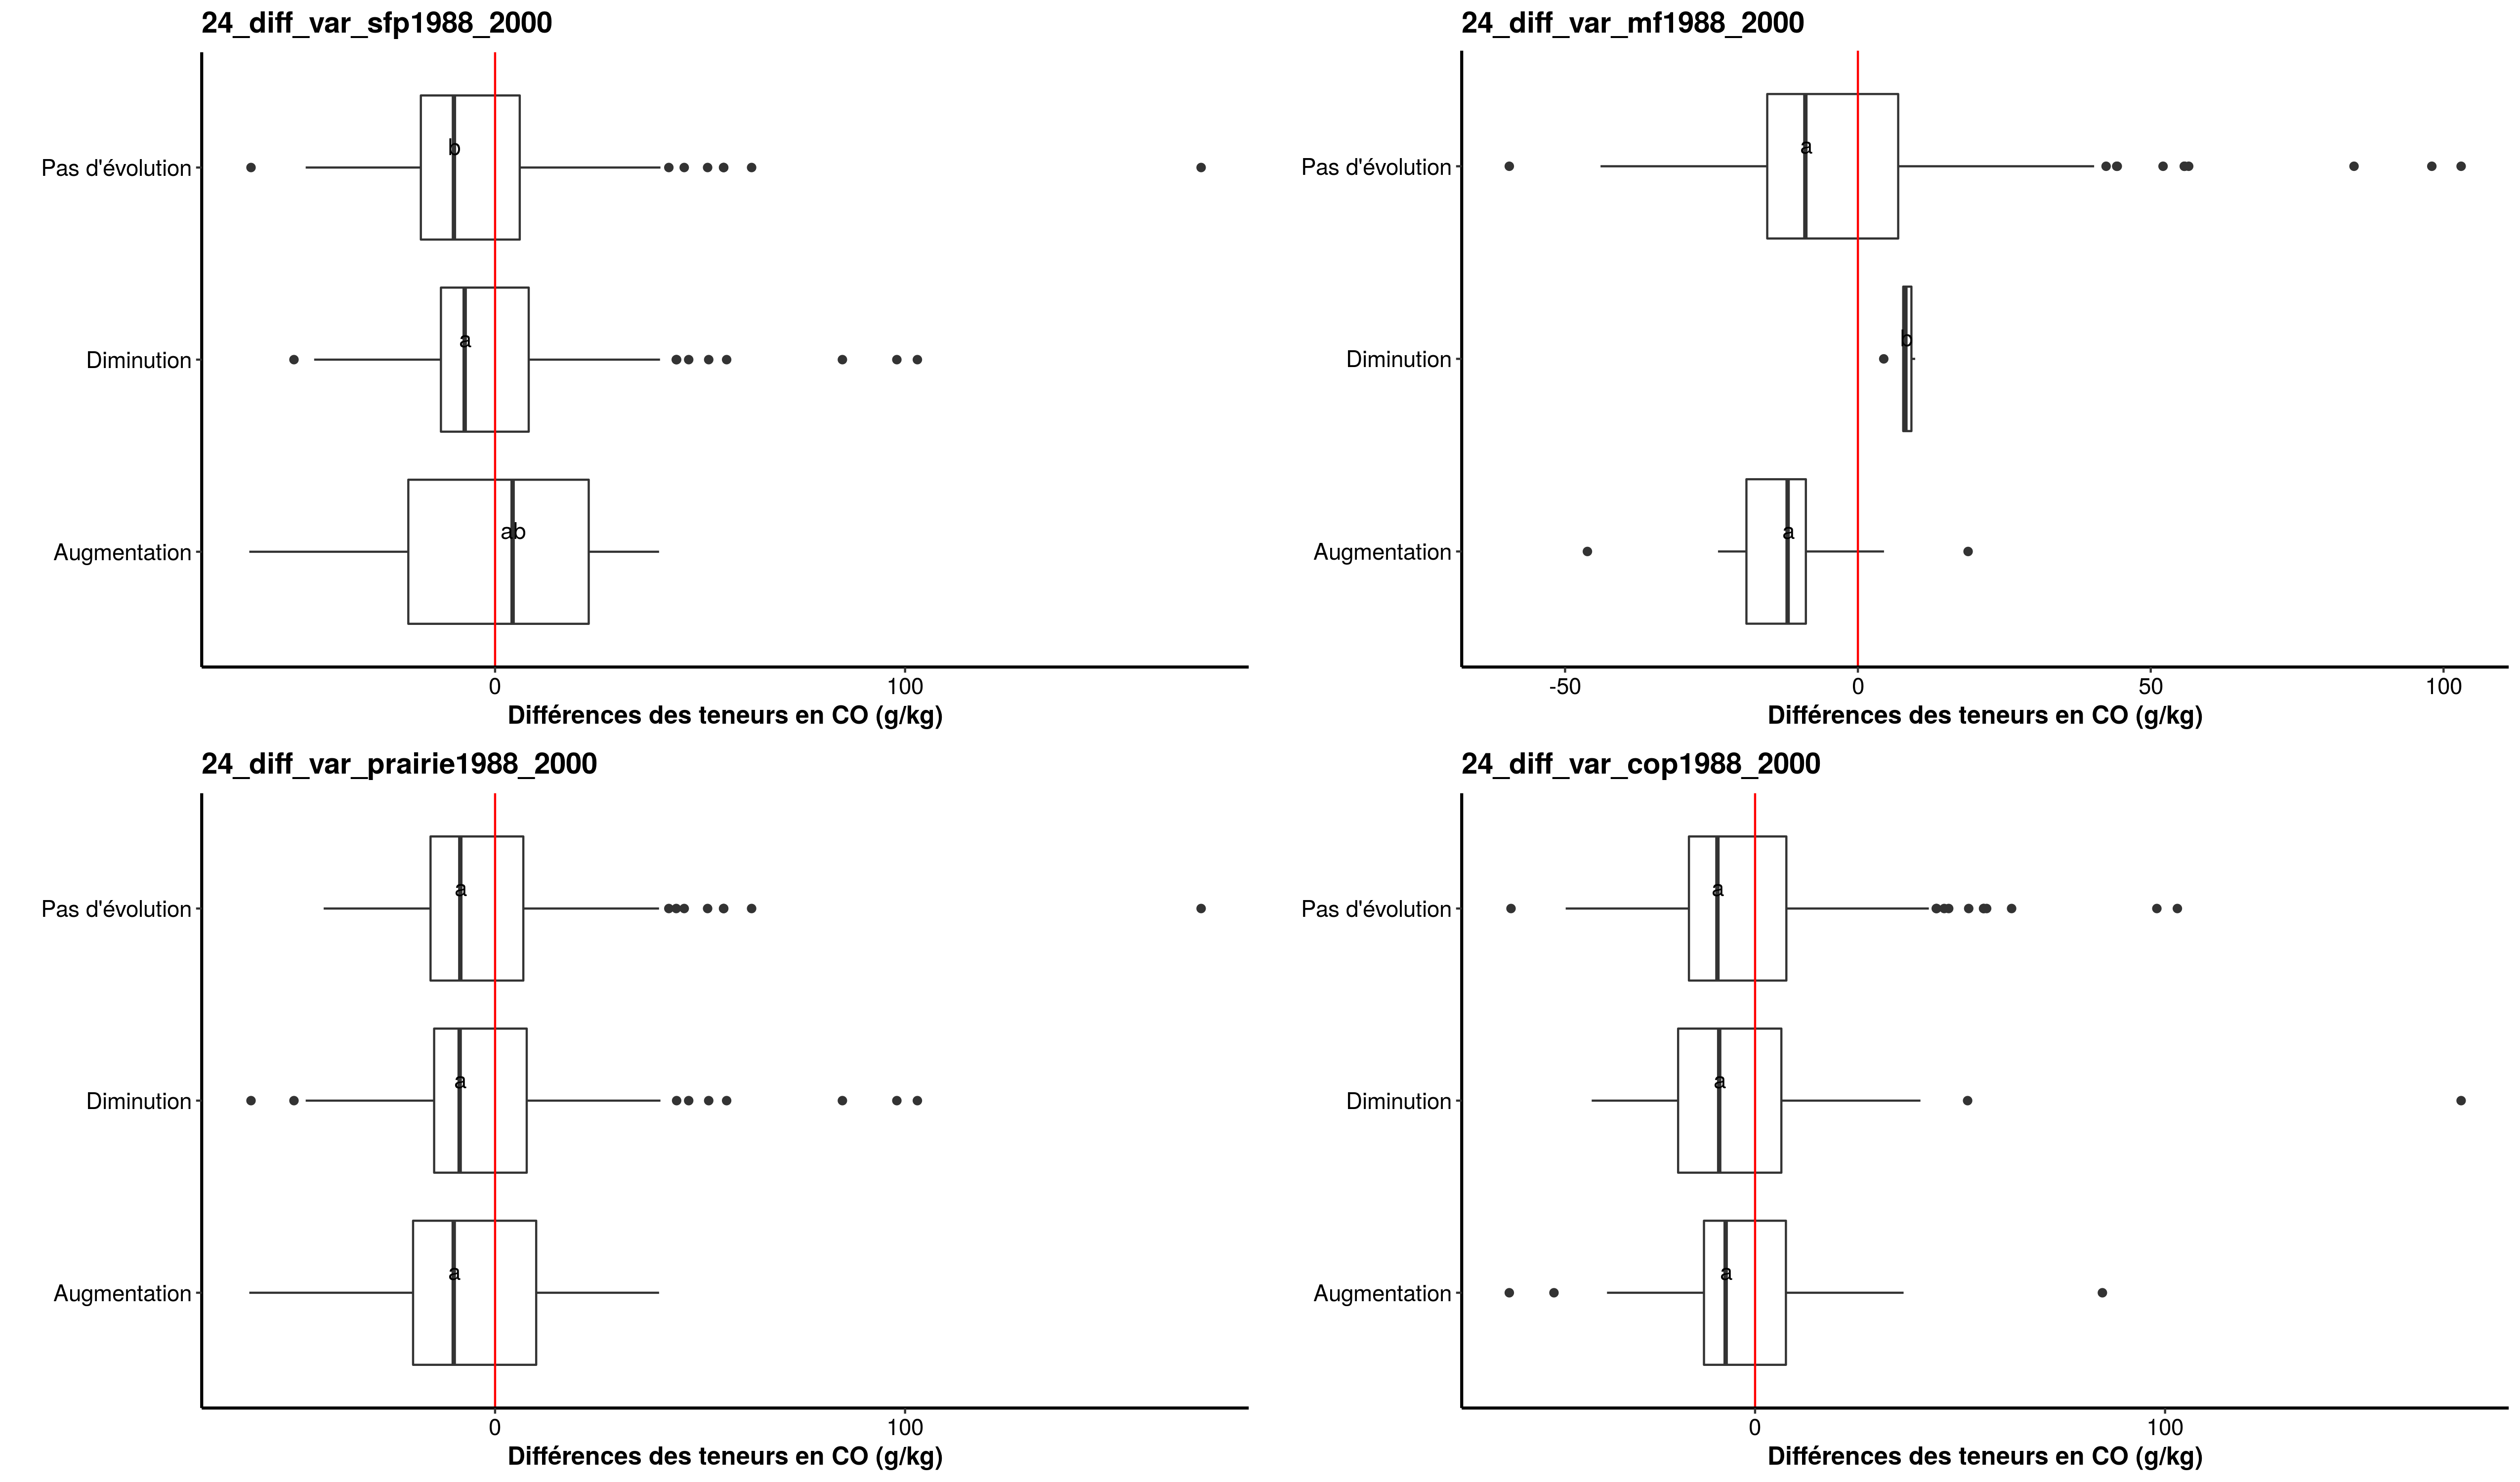 24_diff_var_sfp1988_2000
Pas d'évolution
b
Diminution
a
Augmentation
ab
0 100
Différences des teneurs en CO (g/kg)
24_diff_var_mf1988_2000
Pas d'évolution
a
Diminution
b
Augmentation
a
-50 0 50 100
Différences des teneurs en CO (g/kg)
24_diff_var_prairie1988_2000
Pas d'évolution
a
Diminution
a
Augmentation
a
0 100
Différences des teneurs en CO (g/kg)
24_diff_var_cop1988_2000
Pas d'évolution
a
Diminution
a
Augmentation
a
0 100
Différences des teneurs en CO (g/kg)